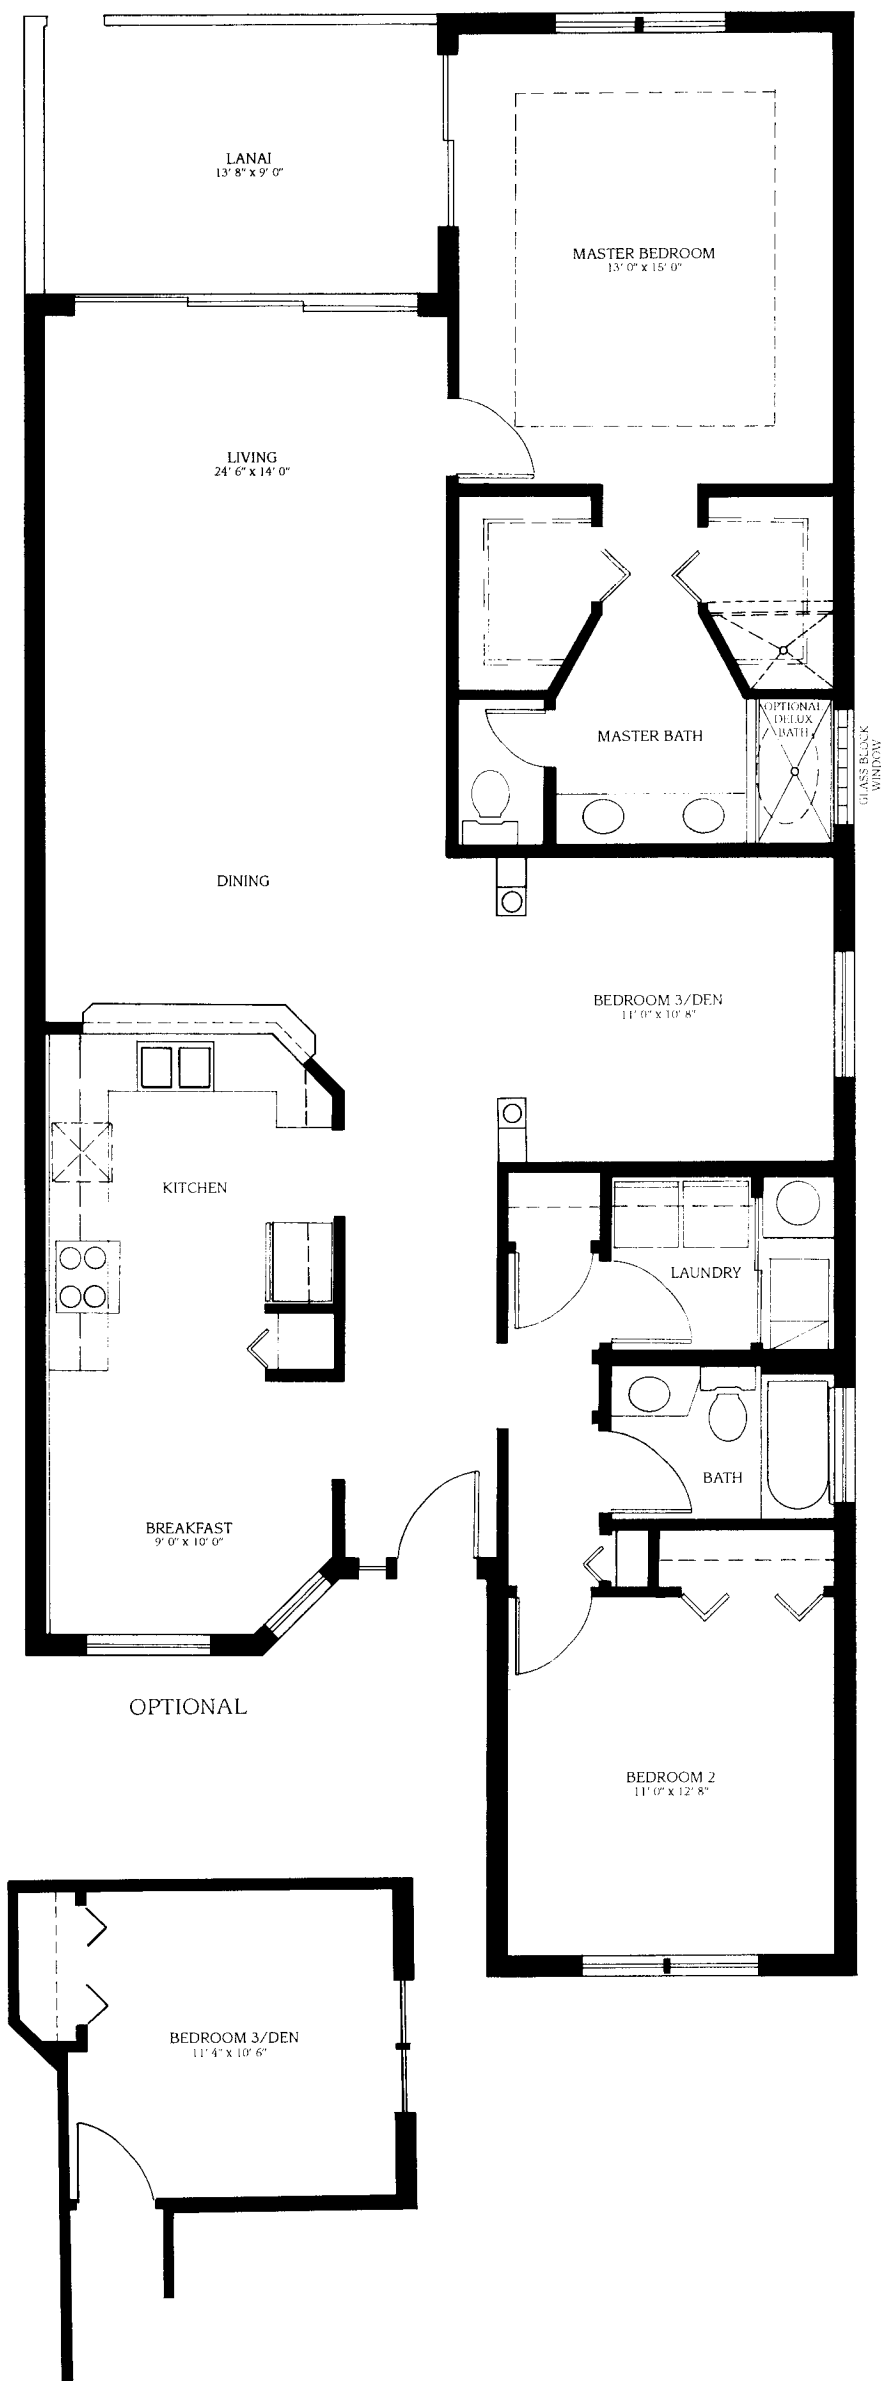 LANAI
13' 8" x 9' 0"
MASTER BEDROOM
13' 0" x 15' 0"
LIVING
24' 6" x 14' 0"
OPTIONAL
DELUX
BATH
MASTER BATH
GLASS BLOCK
WINDOW
DINING
BEDROOM 3/DEN
11' 0" x 10' 8"
KITCHEN
LAUNDRY
BATH
BREAKFAST
9' 0" x 10' 0"
OPTIONAL
BEDROOM 2
11' 0" x 12' 8"
BEDROOM 3/DEN
11' 4" x 10' 6"